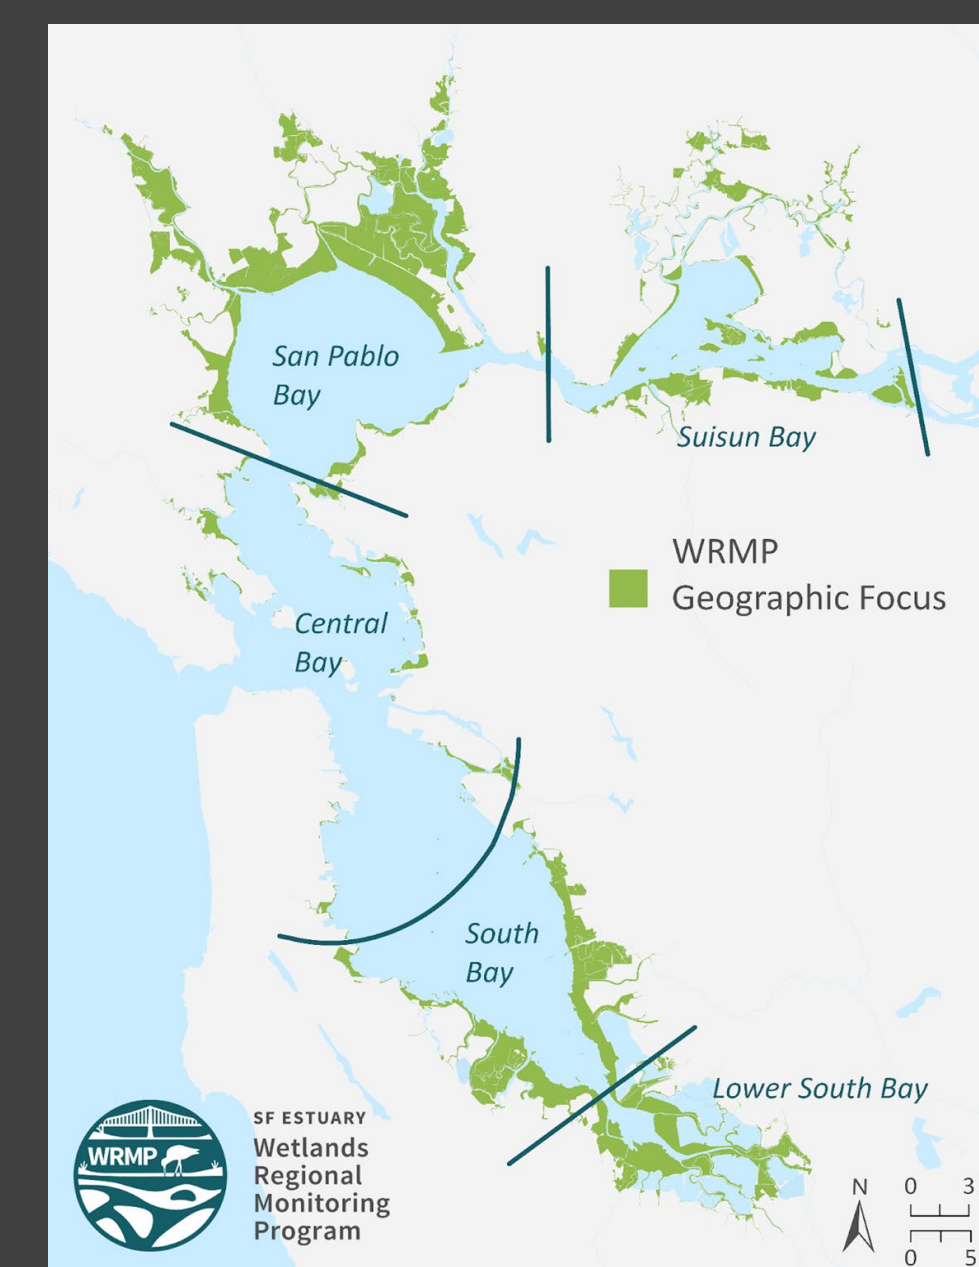 San Pablo
Bay
Suisun Bay
WRMP
Geographic Focus
Central
Bay
South
Bay
Lower South Bay
WRMP
SF ESTUARY
Wetlands
Regional
Monitoring
Program
N
0 3
0 5